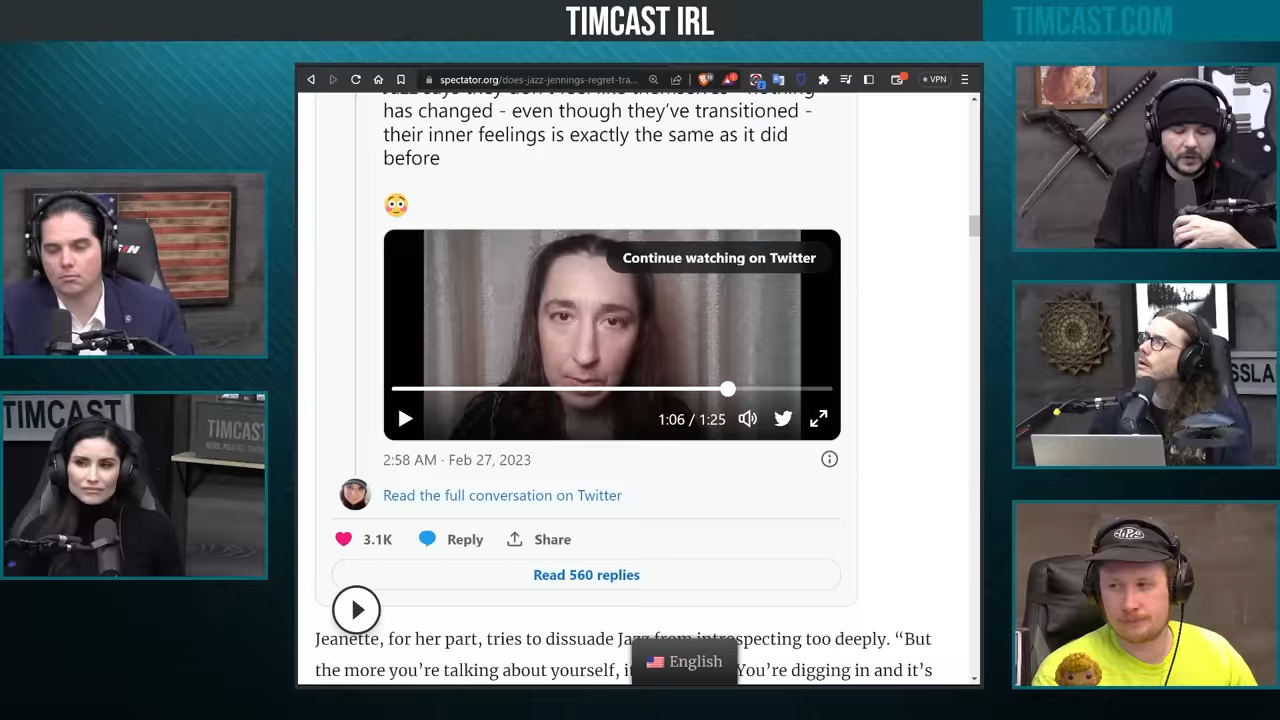 TIMCAST IRL
TIMCAST.COM
spectator.org/does-jazz-jennings-regret-tra...
VPN
has changed - even though they've transitioned -
their inner feelings is exactly the same as it did
before
😳
Continue watching on Twitter
1:06 / 1:25
2:58 AM · Feb 27, 2023
Read the full conversation on Twitter
3.1K
Reply
Share
Read 560 replies
Jeanette, for her part, tries to dissuade Jazz from introspecting too deeply. “But
the more you're talking about yourself, You're digging in and it's
English
TIMCAST
TIMCAST